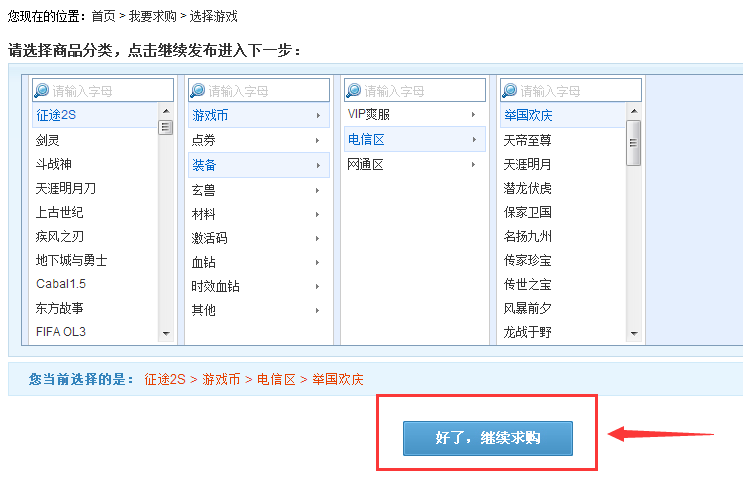 您现在的位置：首页 > 我要求购 > 选择游戏
请选择商品分类，点击继续发布进入下一步：
请输入字母
征途2S
剑灵
斗战神
天涯明月刀
上古世纪
疾风之刃
地下城与勇士
Cabal1.5
东方故事
FIFA OL3
请输入字母
游戏币
点券
装备
玄兽
材料
激活码
血钻
时效血钻
其他
请输入字母
VIP爽服
电信区
网通区
请输入字母
举国欢庆
天帝至尊
天涯明月
潜龙伏虎
保家卫国
名扬九州
传家珍宝
传世之宝
风暴前夕
龙战于野
您当前选择的是： 征途2S > 游戏币 > 电信区 > 举国欢庆
好了，继续求购